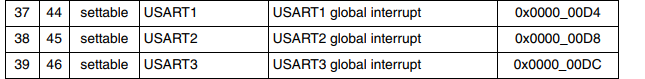 37 44 settable USART1 USART1 global interrupt 0x0000_00D4
38 45 settable USART2 USART2 global interrupt 0x0000_00D8
39 46 settable USART3 USART3 global interrupt 0x0000_00DC